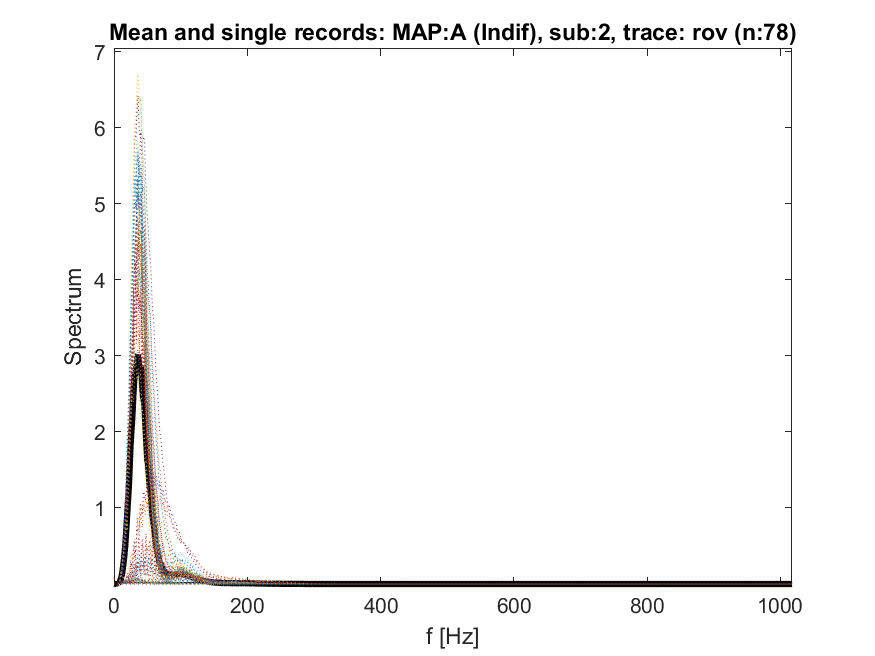 Mean and single records: MAP:A (Indif), sub:2, trace: rov (n:78)
7
6
5
4
3
2
1
Spectrum
0 200 400 600 800 1000
f [Hz]